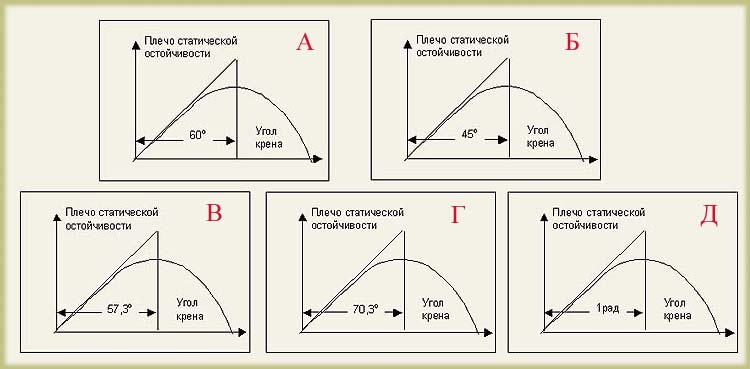 Плечо статической
остойчивости
А
60°
Угол
крена
Плечо статической
остойчивости
Б
45°
Угол
крена
Плечо статической
остойчивости
В
57,3°
Угол
крена
Плечо статической
остойчивости
Г
70,3°
Угол
крена
Плечо статической
остойчивости
Д
1рад
Угол
крена